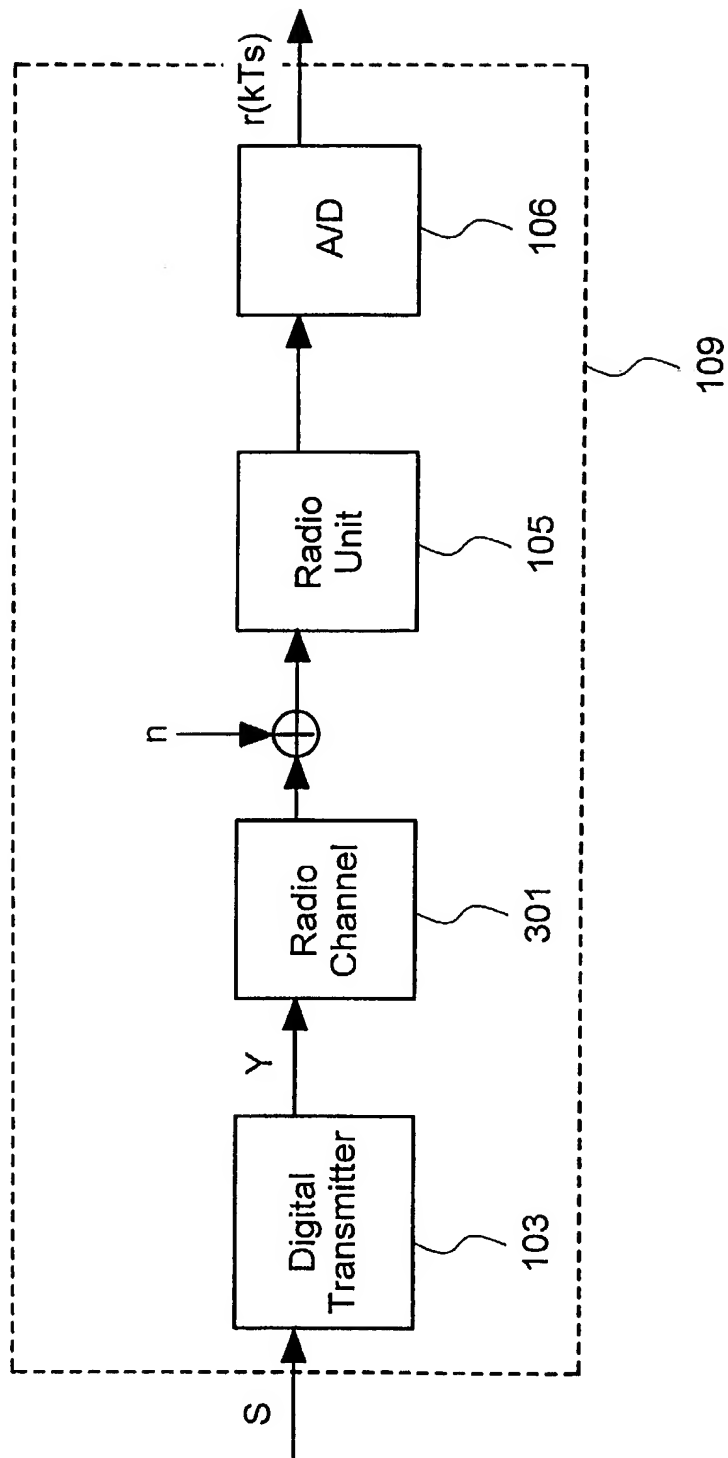 S
Digital
Transmitter
103
Y
Radio
Channel
301
n
Radio
Unit
105
A/D
106
r(kTs)
109